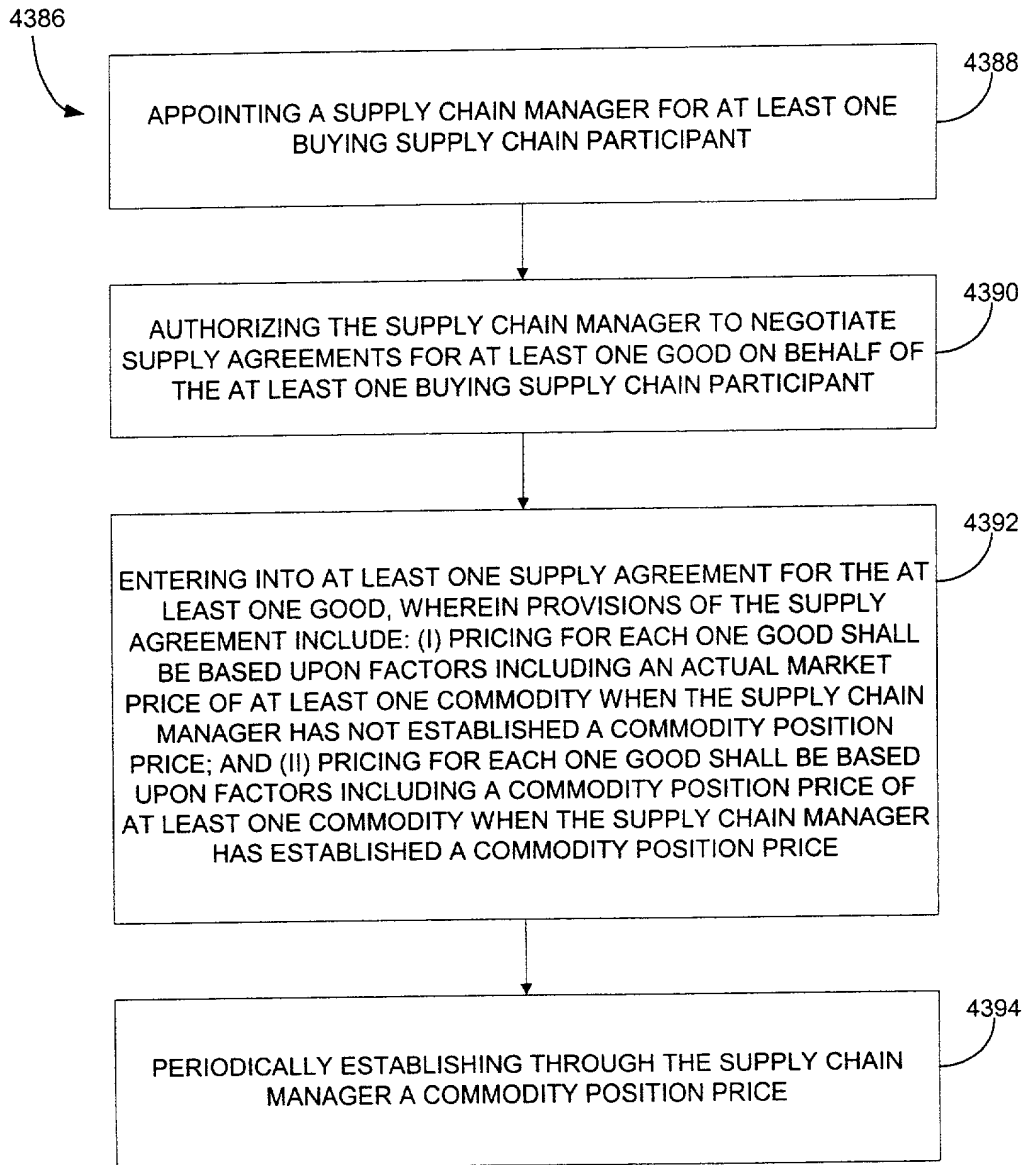 4386
4388
APPOINTING A SUPPLY CHAIN MANAGER FOR AT LEAST ONE
BUYING SUPPLY CHAIN PARTICIPANT
4390
AUTHORIZING THE SUPPLY CHAIN MANAGER TO NEGOTIATE
SUPPLY AGREEMENTS FOR AT LEAST ONE GOOD ON BEHALF OF
THE AT LEAST ONE BUYING SUPPLY CHAIN PARTICIPANT
4392
ENTERING INTO AT LEAST ONE SUPPLY AGREEMENT FOR THE AT
LEAST ONE GOOD, WHEREIN PROVISIONS OF THE SUPPLY
AGREEMENT INCLUDE: (I) PRICING FOR EACH ONE GOOD SHALL
BE BASED UPON FACTORS INCLUDING AN ACTUAL MARKET
PRICE OF AT LEAST ONE COMMODITY WHEN THE SUPPLY CHAIN
MANAGER HAS NOT ESTABLISHED A COMMODITY POSITION
PRICE; AND (II) PRICING FOR EACH ONE GOOD SHALL BE BASED
UPON FACTORS INCLUDING A COMMODITY POSITION PRICE OF
AT LEAST ONE COMMODITY WHEN THE SUPPLY CHAIN MANAGER
HAS ESTABLISHED A COMMODITY POSITION PRICE
4394
PERIODICALLY ESTABLISHING THROUGH THE SUPPLY CHAIN
MANAGER A COMMODITY POSITION PRICE